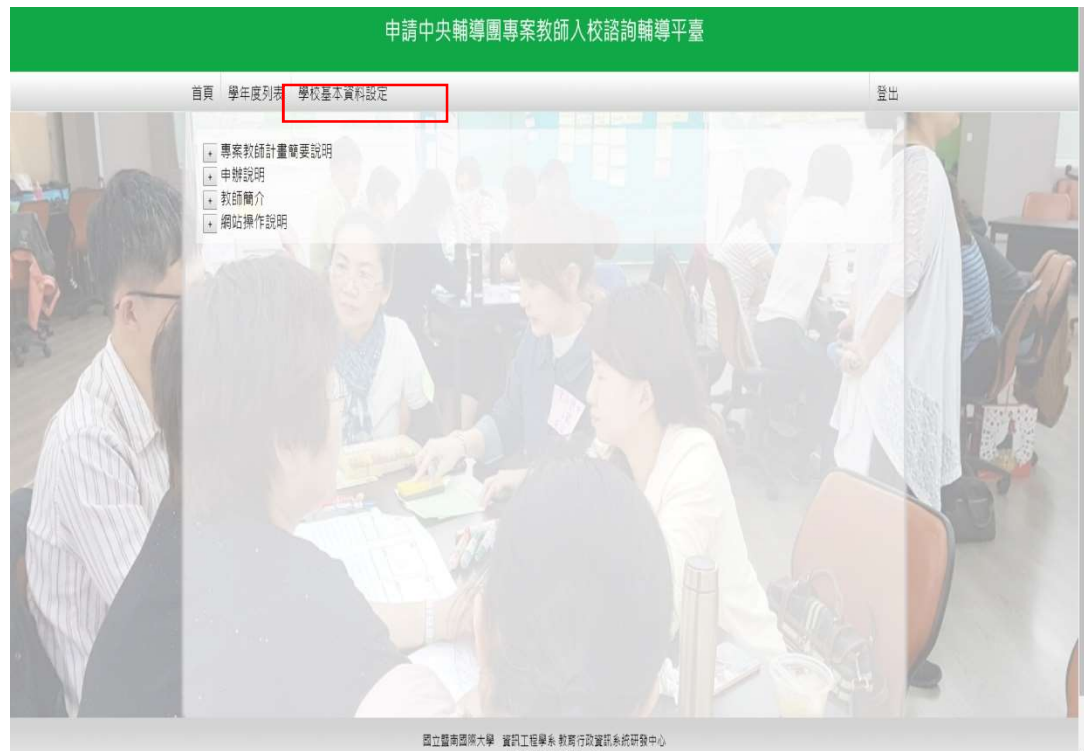 申請中央輔導團專案教師入校諮詢輔導平臺
首頁 學年度列表 學校基本資料設定 登出
+ 專案教師計畫簡要說明
+ 申辦說明
+ 教師簡介
+ 網站操作說明
國立暨南國際大學 資訊工程學系 教育行政資訊系統研發中心